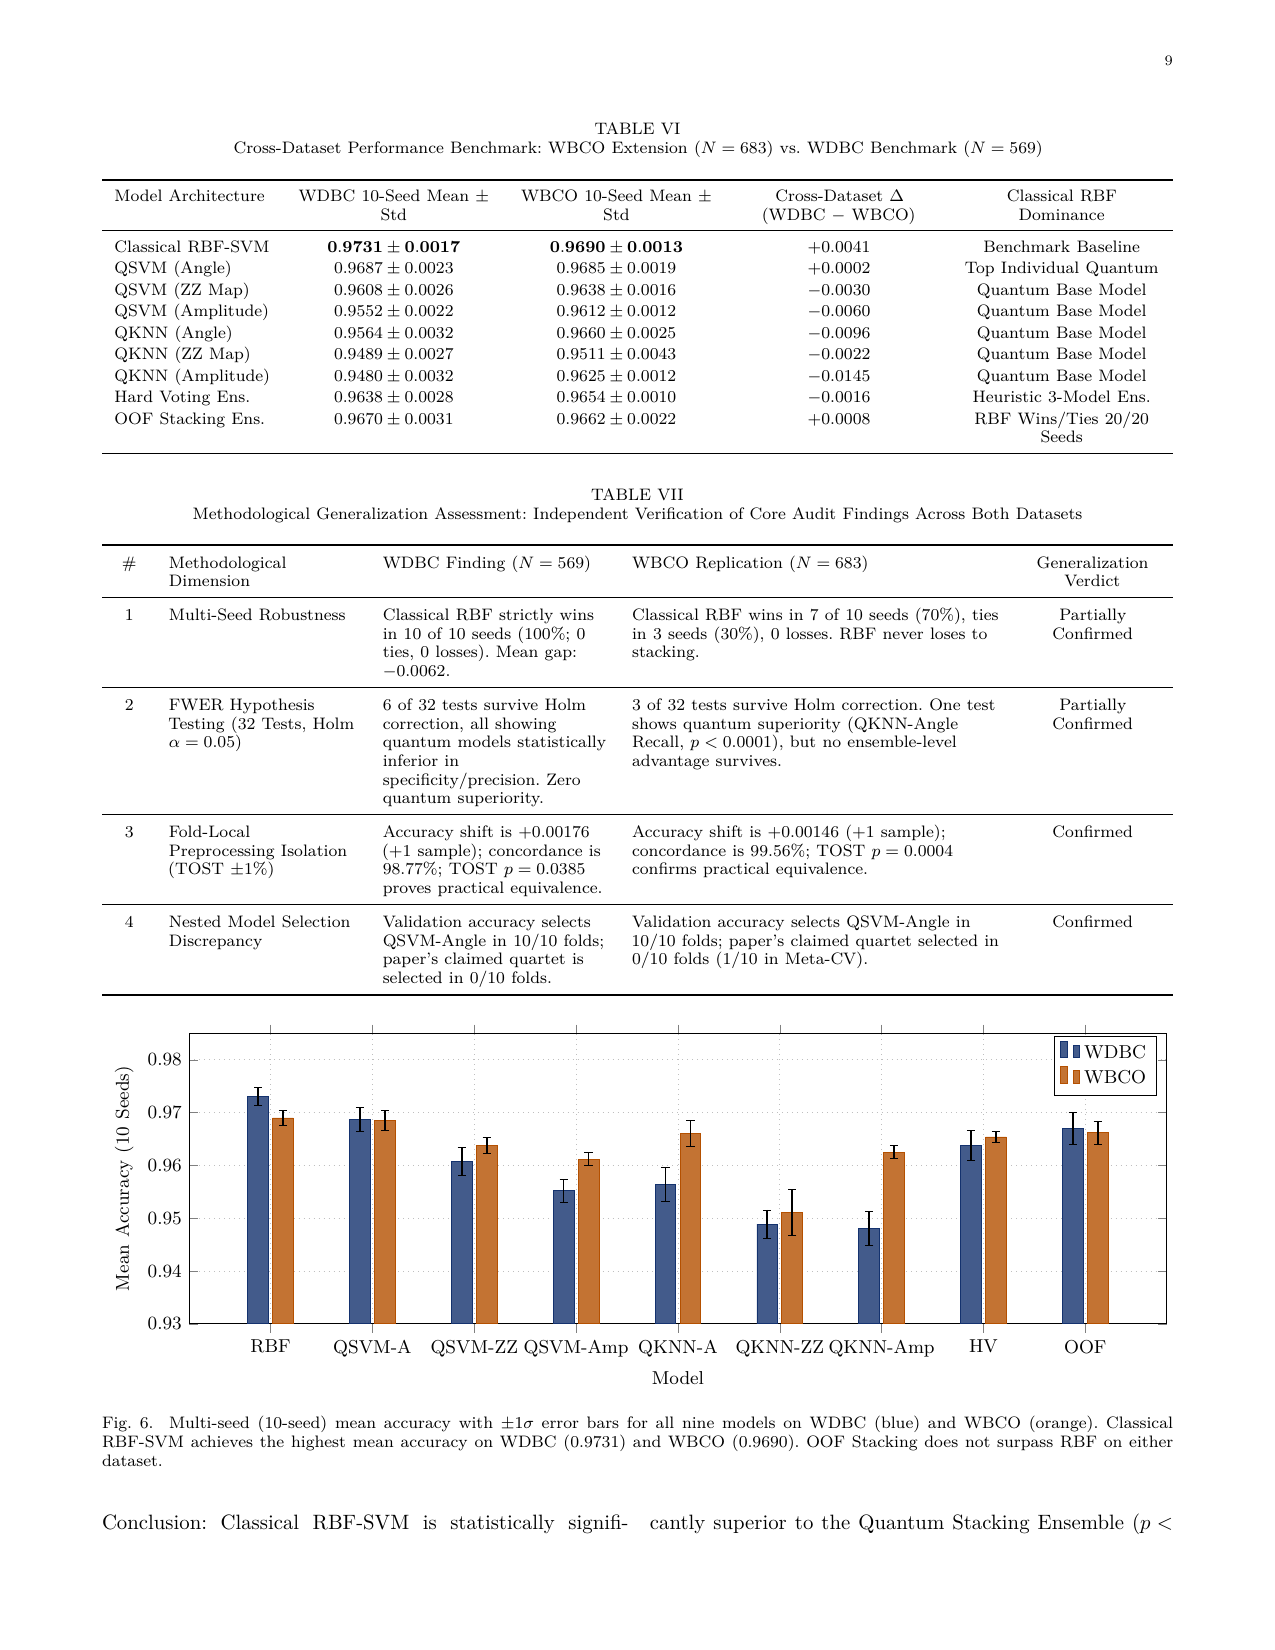 9
TABLE VI
Cross-Dataset Performance Benchmark: WBCO Extension (N = 683) vs. WDBC Benchmark (N = 569)
Model Architecture WDBC 10-Seed Mean ± WBCO 10-Seed Mean ± Cross-Dataset Δ Classical RBF
Std Std (WDBC − WBCO) Dominance
Classical RBF-SVM 0.9731 ± 0.0017 0.9690 ± 0.0013 +0.0041 Benchmark Baseline
QSVM (Angle) 0.9687 ± 0.0023 0.9685 ± 0.0019 +0.0002 Top Individual Quantum
QSVM (ZZ Map) 0.9608 ± 0.0026 0.9638 ± 0.0016 −0.0030 Quantum Base Model
QSVM (Amplitude) 0.9552 ± 0.0022 0.9612 ± 0.0012 −0.0060 Quantum Base Model
QKNN (Angle) 0.9564 ± 0.0032 0.9660 ± 0.0025 −0.0096 Quantum Base Model
QKNN (ZZ Map) 0.9489 ± 0.0027 0.9511 ± 0.0043 −0.0022 Quantum Base Model
QKNN (Amplitude) 0.9480 ± 0.0032 0.9625 ± 0.0012 −0.0145 Quantum Base Model
Hard Voting Ens. 0.9638 ± 0.0028 0.9654 ± 0.0010 −0.0016 Heuristic 3-Model Ens.
OOF Stacking Ens. 0.9670 ± 0.0031 0.9662 ± 0.0022 +0.0008 RBF Wins/Ties 20/20
Seeds
TABLE VII
Methodological Generalization Assessment: Independent Verification of Core Audit Findings Across Both Datasets
# Methodological WDBC Finding (N = 569) WBCO Replication (N = 683) Generalization
Dimension Verdict
1 Multi-Seed Robustness Classical RBF strictly wins Classical RBF wins in 7 of 10 seeds (70%), ties Partially
in 10 of 10 seeds (100%; 0 in 3 seeds (30%), 0 losses. RBF never loses to Confirmed
ties, 0 losses). Mean gap: stacking.
−0.0062.
2 FWER Hypothesis 6 of 32 tests survive Holm 3 of 32 tests survive Holm correction. One test Partially
Testing (32 Tests, Holm correction, all showing shows quantum superiority (QKNN-Angle Confirmed
α = 0.05) quantum models statistically Recall, p < 0.0001), but no ensemble-level
inferior in advantage survives.
specificity/precision. Zero
quantum superiority.
3 Fold-Local Accuracy shift is +0.00176 Accuracy shift is +0.00146 (+1 sample); Confirmed
Preprocessing Isolation (+1 sample); concordance is concordance is 99.56%; TOST p = 0.0004
(TOST ±1%) 98.77%; TOST p = 0.0385 confirms practical equivalence.
proves practical equivalence.
4 Nested Model Selection Validation accuracy selects Validation accuracy selects QSVM-Angle in Confirmed
Discrepancy QSVM-Angle in 10/10 folds; 10/10 folds; paper's claimed quartet selected in
paper's claimed quartet is 0/10 folds (1/10 in Meta-CV).
selected in 0/10 folds.
WDBC
WBCO
0.98
0.97
0.96
0.95
0.94
0.93
Mean Accuracy (10 Seeds)
RBF QSVM-A QSVM-ZZ QSVM-Amp QKNN-A QKNN-ZZ QKNN-Amp HV OOF
Model
Fig. 6. Multi-seed (10-seed) mean accuracy with ±1σ error bars for all nine models on WDBC (blue) and WBCO (orange). Classical
RBF-SVM achieves the highest mean accuracy on WDBC (0.9731) and WBCO (0.9690). OOF Stacking does not surpass RBF on either
dataset.
Conclusion: Classical RBF-SVM is statistically signifi-
cantly superior to the Quantum Stacking Ensemble (p <